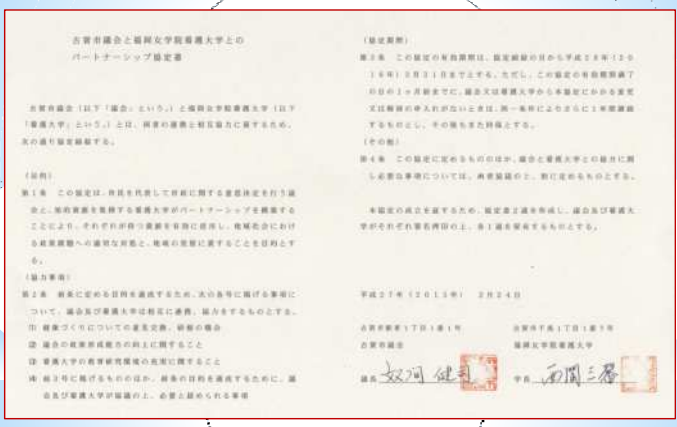 古賀市議会と福岡女学院看護大学との
パートナーシップ協定書
古賀市議会（以下「議会」という。）と福岡女学院看護大学（以下
「看護大学」という。）とは、両者の連携と相互協力に資するため、
次の通り協定締結する。
（目的）
第1条　この協定は、市民を代表して市政に関する意思決定を行う議
会と、知的資源を集積する看護大学がパートナーシップを構築する
ことにより、それぞれが持つ資源を有効に活用し、地域社会におけ
る政策課題への適切な対処と、地域の発展に資することを目的とす
る。
（協力事項）
第2条　前条に定める目的を達成するため、次の各号に掲げる事項に
ついて、議会及び看護大学は相互に連携、協力をするものとする。
⑴ 健康づくりについての意見交換、研修の機会
⑵ 議会の政策形成能力の向上に関すること
⑶ 看護大学の教育研究環境の充実に関すること
⑷ 前3号に掲げるもののほか、前条の目的を達成するために、議
会及び看護大学が協議の上、必要と認められる事項
（協定期間）
第3条　この協定の有効期間は、協定締結の日から平成28年（20
16年）3月31日までとする。ただし、この協定の有効期間満了
の日の1ヶ月前までに、議会又は看護大学から本協定にかかる変更
又は解除の申入れがないときは、同一条件によりさらに1年間継続
するものとし、その後もまた同様とする。
（その他）
第4条　この協定に定めるもののほか、議会と看護大学との協力に関
し必要な事項については、両者協議の上、別に定めるものとする。
本協定の成立を証するため、協定書2通を作成し、議会及び看護大
学がそれぞれ署名押印の上、各1通を保有するものとする。
平成27年（2015年）　2月24日
古賀市駅東1丁目1番1号
古賀市議会
議長　奴間 健司
古賀市千鳥1丁目1番7号
福岡女学院看護大学
学長　西間 三馨